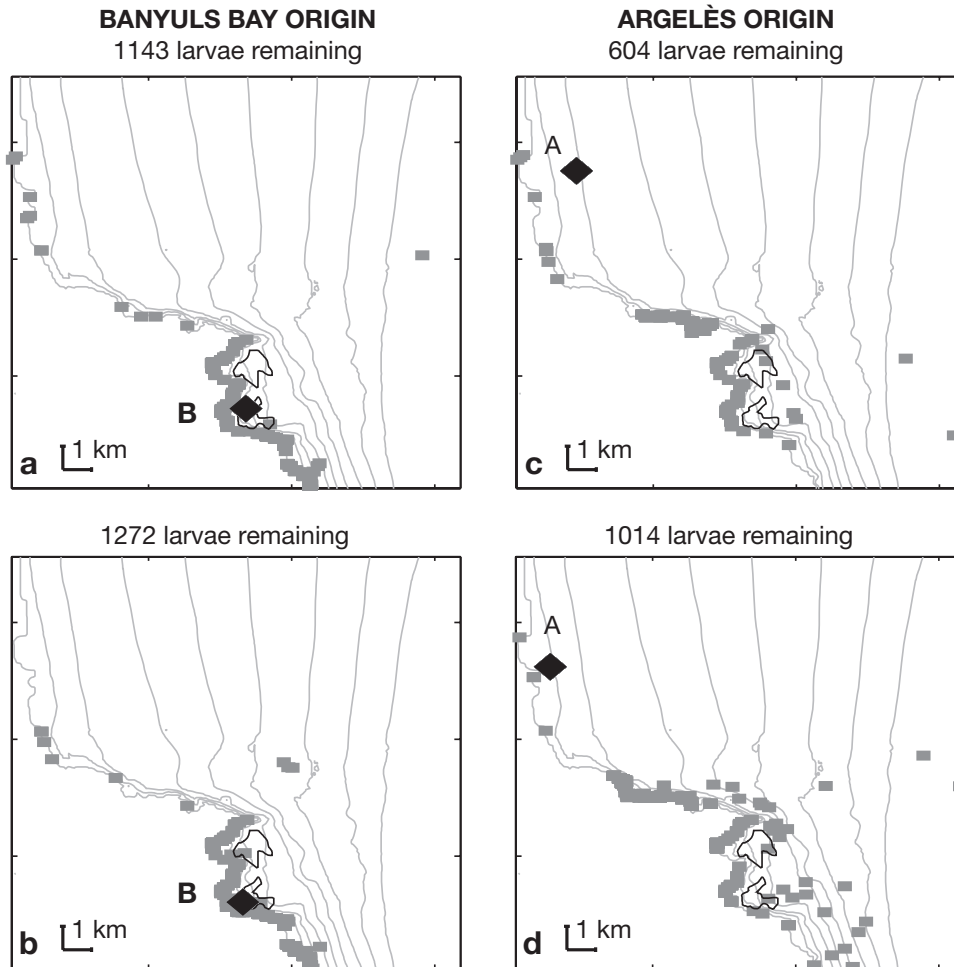 BANYULS BAY ORIGIN
1143 larvae remaining
ARGELÈS ORIGIN
604 larvae remaining
B
a
1 km
A
c
1 km
1272 larvae remaining
1014 larvae remaining
B
b
1 km
A
d
1 km